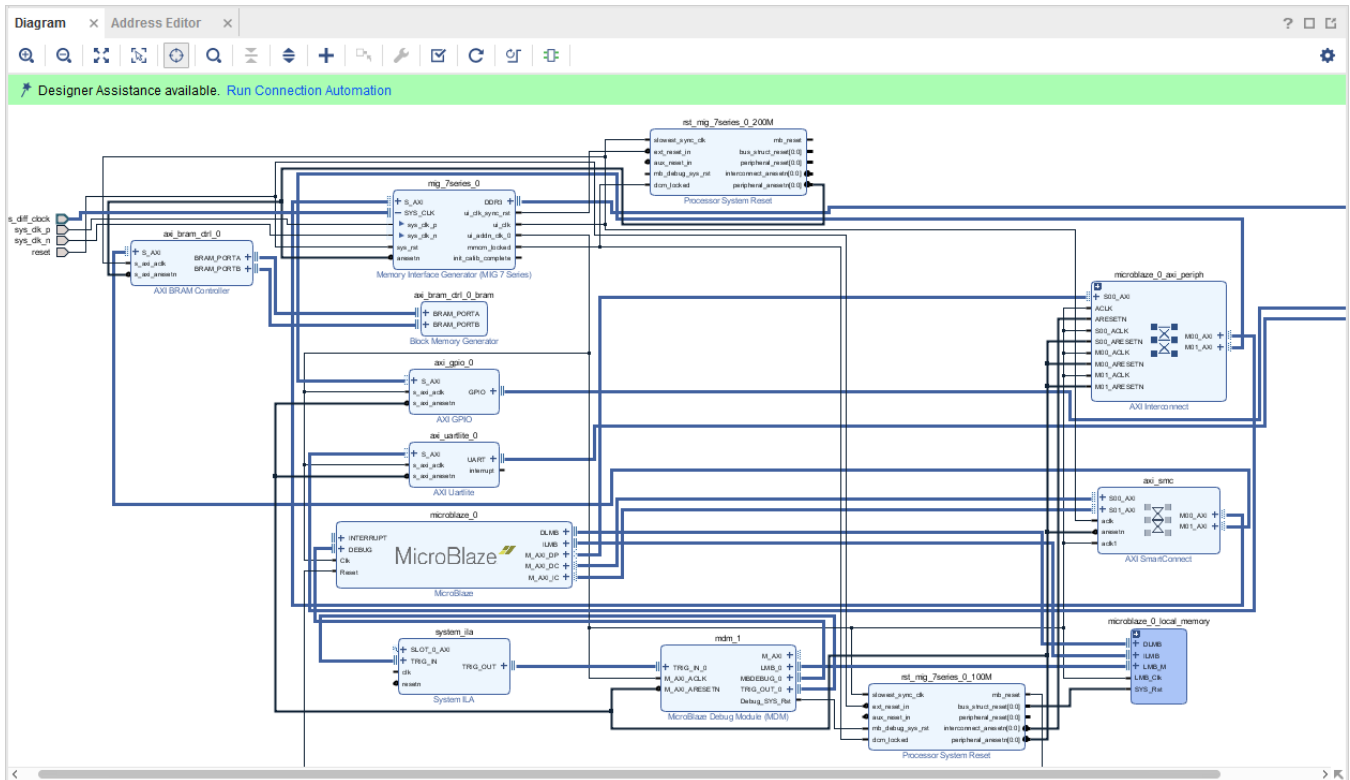 Diagram × Address Editor ×
? 
Designer Assistance available. Run Connection Automation
rst_mig_7series_0_200M
slowest_sync_clk mb_reset
ext_reset_in bus_struct_reset[0:0]
aux_reset_in peripheral_reset[0:0]
mb_debug_sys_rst interconnect_aresetn[0:0]
dcm_locked peripheral_aresetn[0:0]
Processor System Reset
s_diff_clock
sys_clk_p
sys_clk_n
reset
mig_7series_0
S_AXI DDR3
SYS_CLK ui_clk_sync_rst
sys_clk_p ui_clk
sys_clk_n ui_addn_clk_0
sys_rst mmcm_locked
aresetn init_calib_complete
Memory Interface Generator (MIG 7 Series)
axi_bram_ctrl_0
S_AXI BRAM_PORTA
s_axi_aclk BRAM_PORTB
s_axi_aresetn
AXI BRAM Controller
axi_bram_ctrl_0_bram
BRAM_PORTA
BRAM_PORTB
Block Memory Generator
microblaze_0_axi_periph
S00_AXI
ACLK
ARESETN
S00_ACLK
S00_ARESETN M00_AXI
M00_ACLK M01_AXI
M00_ARESETN
M01_ACLK
M01_ARESETN
AXI Interconnect
axi_gpio_0
S_AXI
s_axi_aclk GPIO
s_axi_aresetn
AXI GPIO
axi_uartlite_0
S_AXI UART
s_axi_aclk interrupt
s_axi_aresetn
AXI Uartlite
axi_smc
S00_AXI
S01_AXI M00_AXI
aclk M01_AXI
aresetn
aclk1
AXI SmartConnect
microblaze_0
INTERRUPT DLMB
DEBUG ILMB
Clk M_AXI_DP
Reset M_AXI_DC
M_AXI_IC
MicroBlaze
MicroBlaze
system_ila
SLOT_0_AXI
TRIG_IN TRIG_OUT
clk
resetn
System ILA
mdm_1
M_AXI
TRIG_IN_0 LMB_0
M_AXI_ACLK MBDEBUG_0
M_AXI_ARESETN TRIG_OUT_0
Debug_SYS_Rst
MicroBlaze Debug Module (MDM)
microblaze_0_local_memory
DLMB
ILMB
LMB_M
LMB_Clk
SYS_Rst
rst_mig_7series_0_100M
slowest_sync_clk mb_reset
ext_reset_in bus_struct_reset[0:0]
aux_reset_in peripheral_reset[0:0]
mb_debug_sys_rst interconnect_aresetn[0:0]
dcm_locked peripheral_aresetn[0:0]
Processor System Reset